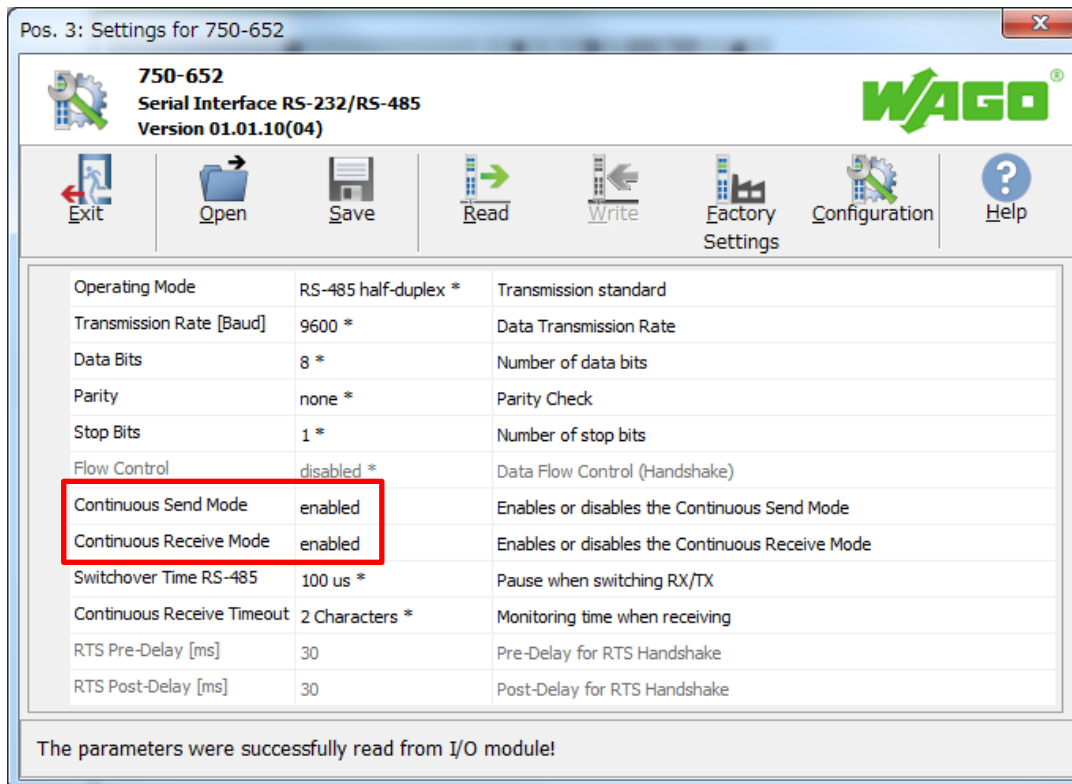 Pos. 3: Settings for 750-652
x
750-652
Serial Interface RS-232/RS-485
Version 01.01.10(04)
WAGO®
Exit
Open
Save
Read
Write
Factory Settings
Configuration
Help
Operating Mode RS-485 half-duplex * Transmission standard
Transmission Rate [Baud] 9600 * Data Transmission Rate
Data Bits 8 * Number of data bits
Parity none * Parity Check
Stop Bits 1 * Number of stop bits
Flow Control disabled * Data Flow Control (Handshake)
Continuous Send Mode enabled Enables or disables the Continuous Send Mode
Continuous Receive Mode enabled Enables or disables the Continuous Receive Mode
Switchover Time RS-485 100 us * Pause when switching RX/TX
Continuous Receive Timeout 2 Characters * Monitoring time when receiving
RTS Pre-Delay [ms] 30 Pre-Delay for RTS Handshake
RTS Post-Delay [ms] 30 Post-Delay for RTS Handshake
The parameters were successfully read from I/O module!